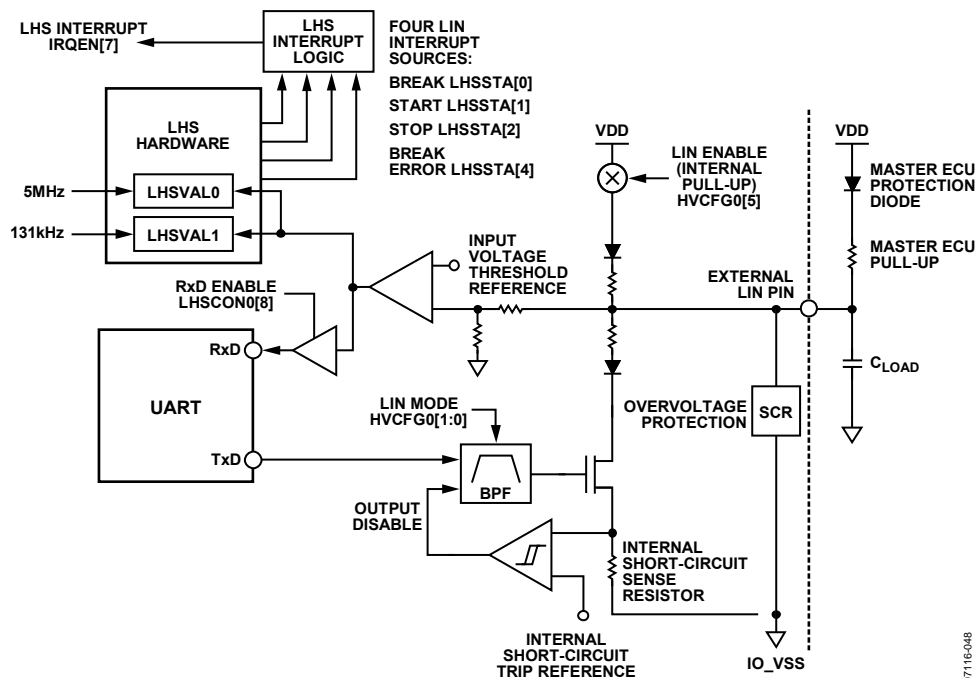 LHS INTERRUPT
IRQEN[7]
LHS
INTERRUPT
LOGIC
FOUR LIN
INTERRUPT
SOURCES:
BREAK LHSSTA[0]
START LHSSTA[1]
STOP LHSSTA[2]
BREAK
ERROR LHSSTA[4]
LHS
HARDWARE
5MHz
LHSVAL0
131kHz
LHSVAL1
VDD
LIN ENABLE
(INTERNAL
PULL-UP)
HVCFG0[5]
VDD
MASTER ECU
PROTECTION
DIODE
MASTER ECU
PULL-UP
INPUT
VOLTAGE
THRESHOLD
REFERENCE
EXTERNAL
LIN PIN
RxD ENABLE
LHSCON0[8]
RxD
UART
TxD
LIN MODE
HVCFG0[1:0]
BPF
OUTPUT
DISABLE
OVERVOLTAGE
PROTECTION
SCR
CLOAD
INTERNAL
SHORT-CIRCUIT
SENSE
RESISTOR
INTERNAL
SHORT-CIRCUIT
TRIP REFERENCE
IO_VSS
07116-048